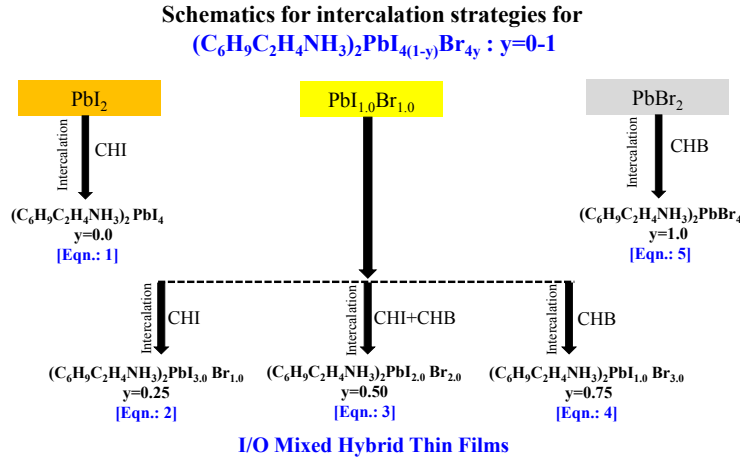 Schematics for intercalation strategies for
(C₆H₉C₂H₄NH₃)₂PbI₄₍₁₋y₎Br₄y : y=0-1
PbI₂
PbI₁.₀Br₁.₀
PbBr₂
Intercalation
CHI
Intercalation
CHB
(C₆H₉C₂H₄NH₃)₂ PbI₄
y=0.0
[Eqn.: 1]
(C₆H₉C₂H₄NH₃)₂PbBr₄
y=1.0
[Eqn.: 5]
Intercalation
CHI
Intercalation
CHI+CHB
Intercalation
CHB
(C₆H₉C₂H₄NH₃)₂PbI₃.₀ Br₁.₀
y=0.25
[Eqn.: 2]
(C₆H₉C₂H₄NH₃)₂PbI₂.₀ Br₂.₀
y=0.50
[Eqn.: 3]
(C₆H₉C₂H₄NH₃)₂PbI₁.₀ Br₃.₀
y=0.75
[Eqn.: 4]
I/O Mixed Hybrid Thin Films